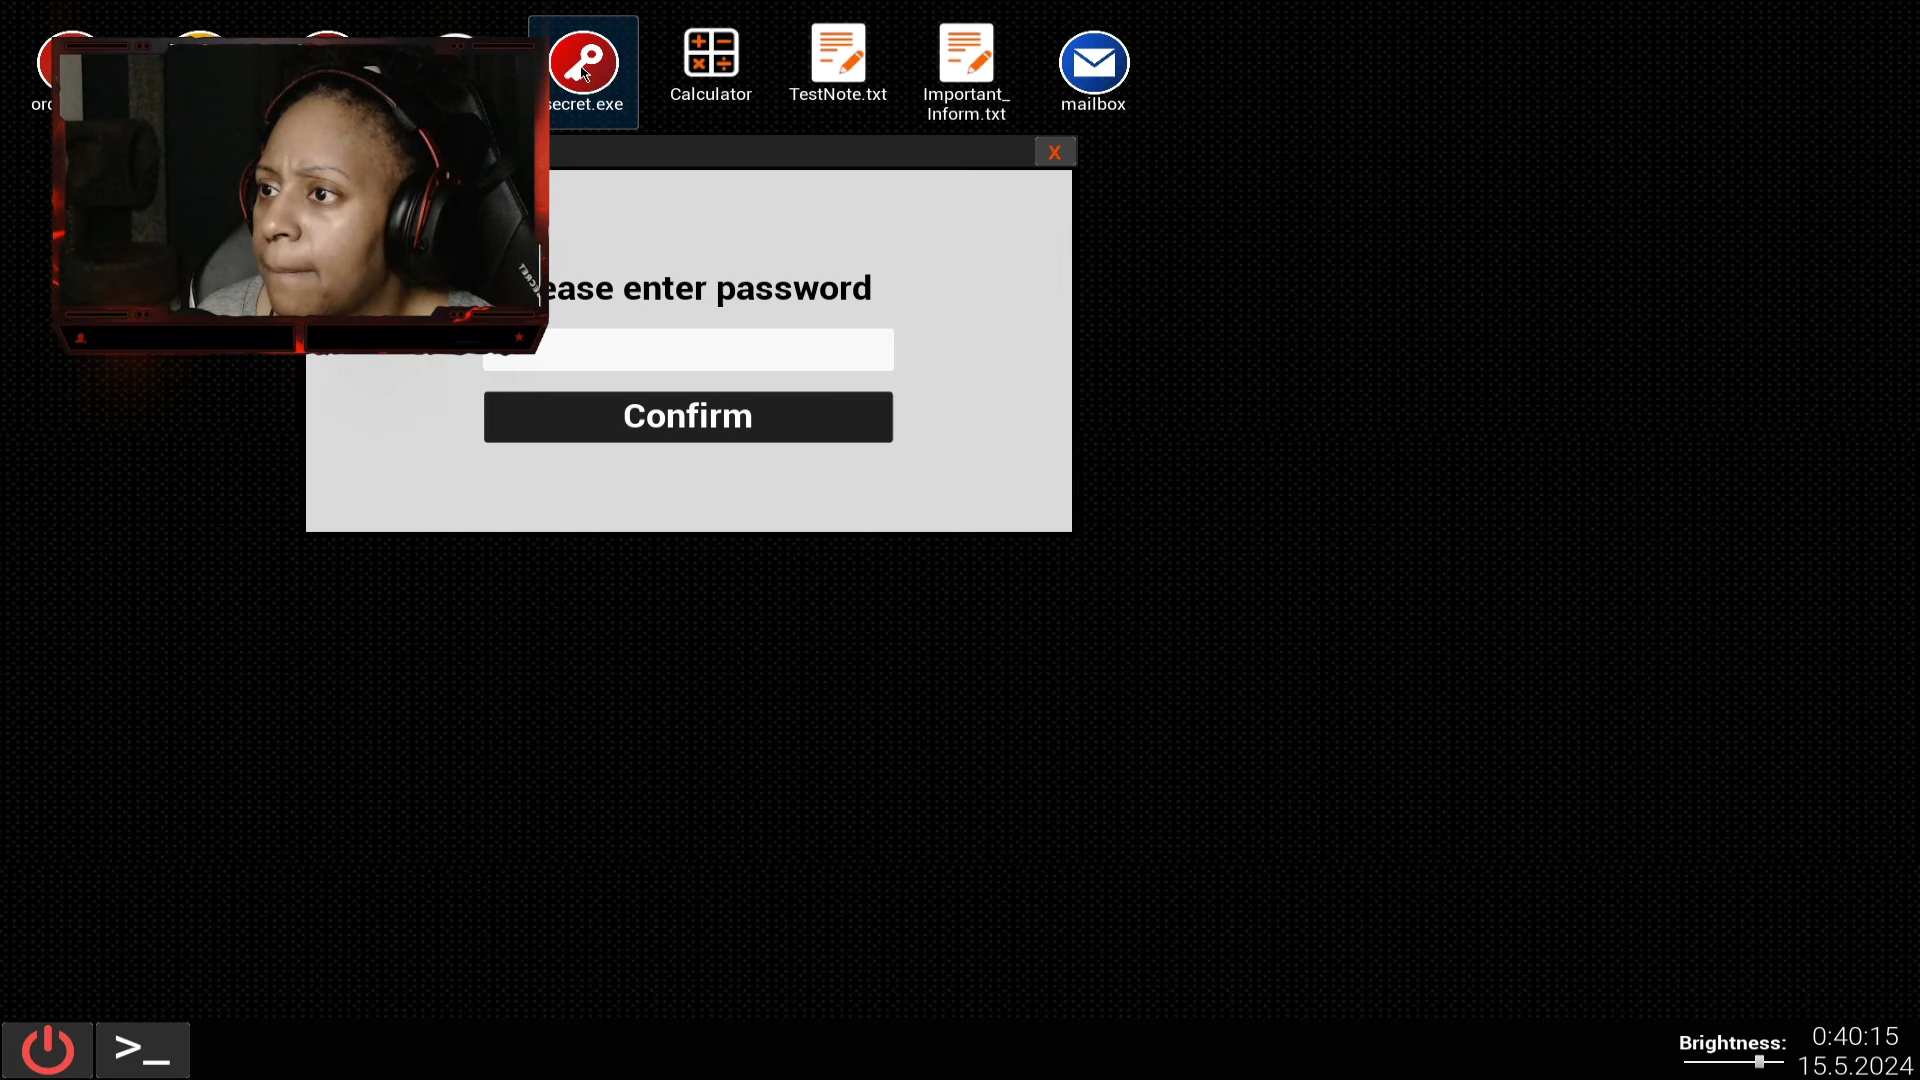 secret.exe
Calculator
TestNote.txt
Important_
Inform.txt
mailbox
X
ease enter password
Confirm
>_
Brightness:
0:40:15
15.5.2024